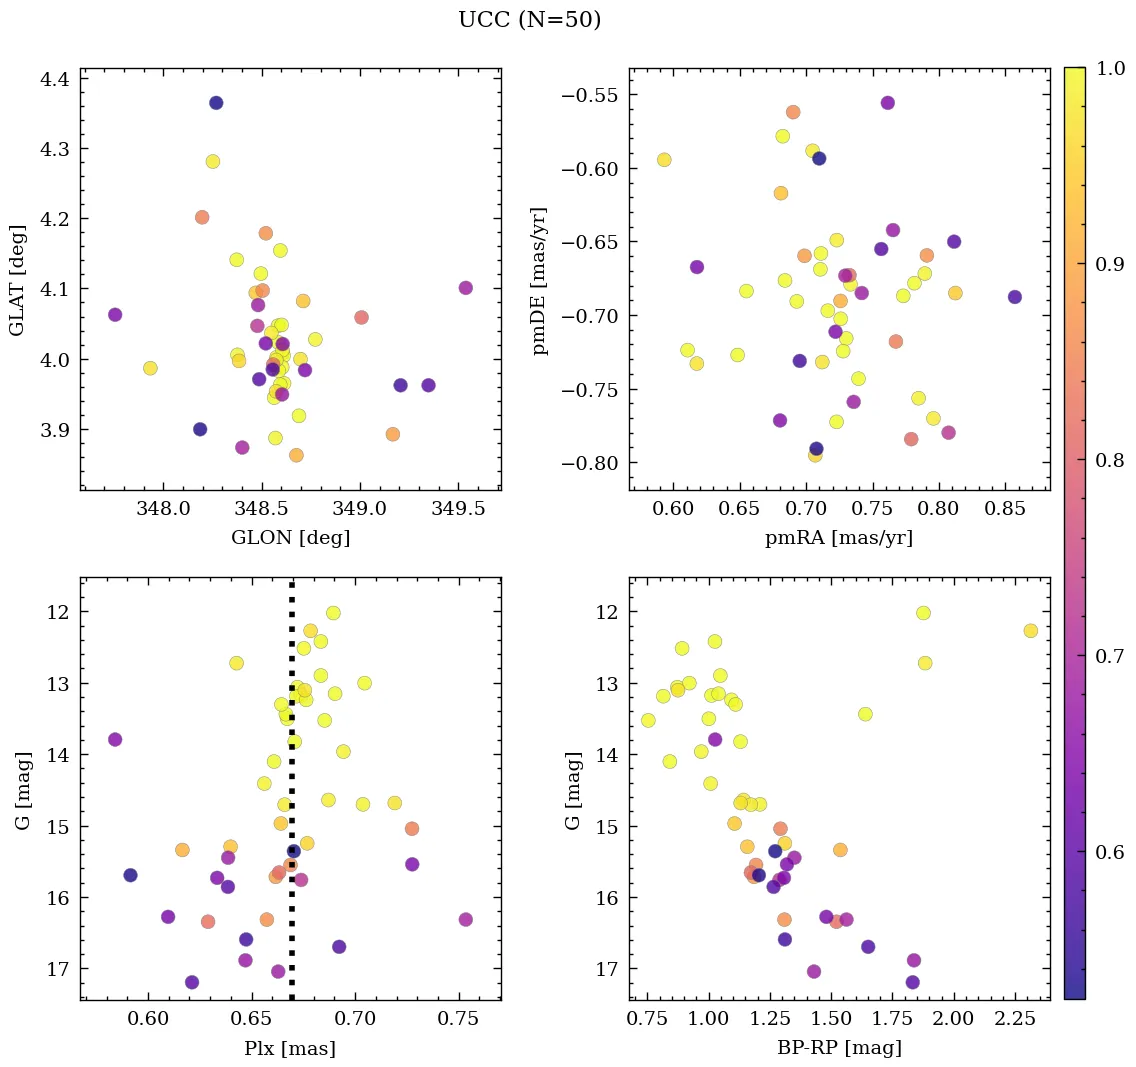 UCC (N=50)
4.4
4.3
4.2
4.1
4.0
3.9
GLAT [deg]
348.0 348.5 349.0 349.5
GLON [deg]
−0.55
−0.60
−0.65
−0.70
−0.75
−0.80
pmDE [mas/yr]
0.60 0.65 0.70 0.75 0.80 0.85
pmRA [mas/yr]
12
13
14
15
16
17
G [mag]
0.60 0.65 0.70 0.75
Plx [mas]
12
13
14
15
16
17
G [mag]
0.75 1.00 1.25 1.50 1.75 2.00 2.25
BP-RP [mag]
1.0
0.9
0.8
0.7
0.6